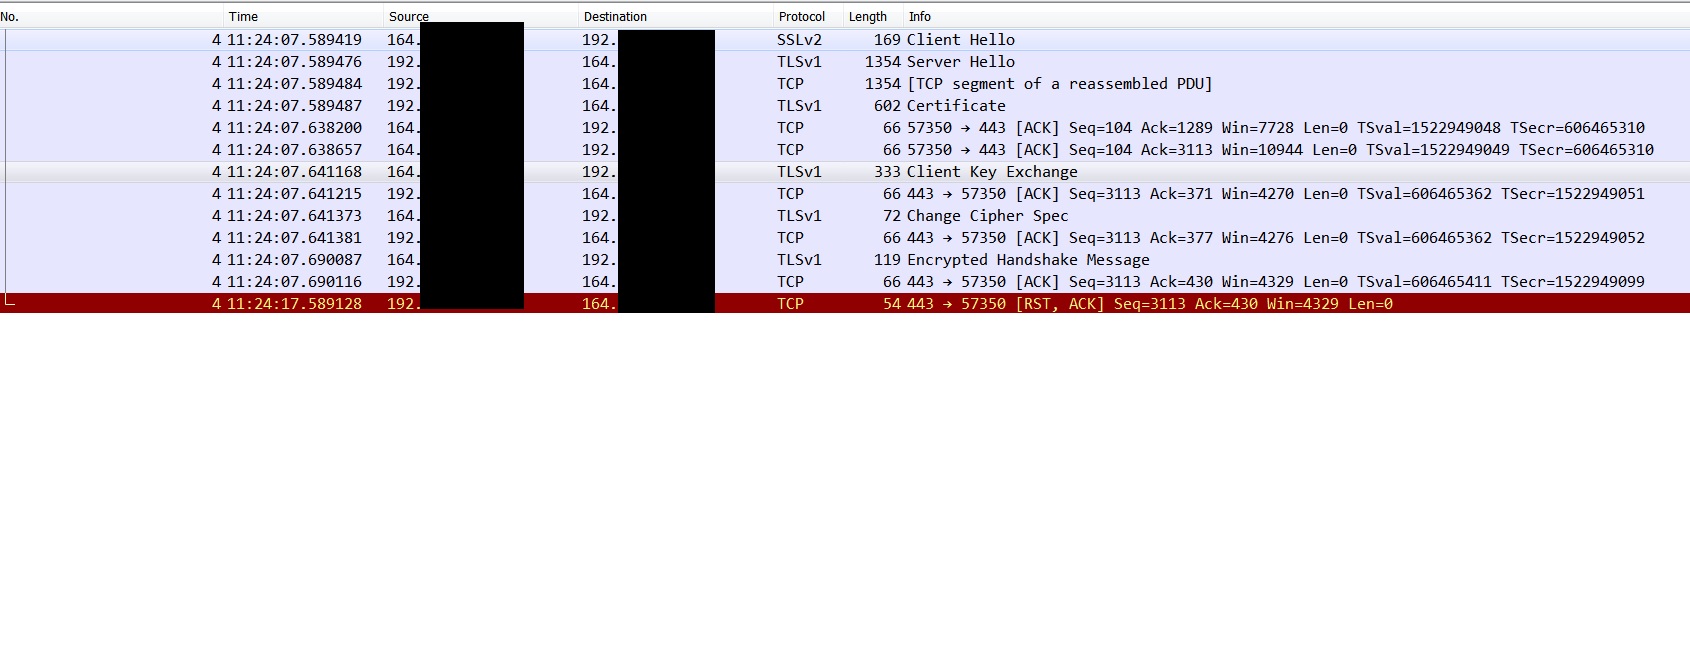 No. Time Source Destination Protocol Length Info
4 11:24:07.589419 164. 192. SSLv2 169 Client Hello
4 11:24:07.589476 192. 164. TLSv1 1354 Server Hello
4 11:24:07.589484 192. 164. TCP 1354 [TCP segment of a reassembled PDU]
4 11:24:07.589487 192. 164. TLSv1 602 Certificate
4 11:24:07.638200 164. 192. TCP 66 57350 → 443 [ACK] Seq=104 Ack=1289 Win=7728 Len=0 TSval=1522949048 TSecr=606465310
4 11:24:07.638657 164. 192. TCP 66 57350 → 443 [ACK] Seq=104 Ack=3113 Win=10944 Len=0 TSval=1522949049 TSecr=606465310
4 11:24:07.641168 164. 192. TLSv1 333 Client Key Exchange
4 11:24:07.641215 192. 164. TCP 66 443 → 57350 [ACK] Seq=3113 Ack=371 Win=4270 Len=0 TSval=606465362 TSecr=1522949051
4 11:24:07.641373 164. 192. TLSv1 72 Change Cipher Spec
4 11:24:07.641381 192. 164. TCP 66 443 → 57350 [ACK] Seq=3113 Ack=377 Win=4276 Len=0 TSval=606465362 TSecr=1522949052
4 11:24:07.690087 164. 192. TLSv1 119 Encrypted Handshake Message
4 11:24:07.690116 192. 164. TCP 66 443 → 57350 [ACK] Seq=3113 Ack=430 Win=4329 Len=0 TSval=606465411 TSecr=1522949099
4 11:24:17.589128 192. 164. TCP 54 443 → 57350 [RST, ACK] Seq=3113 Ack=430 Win=4329 Len=0